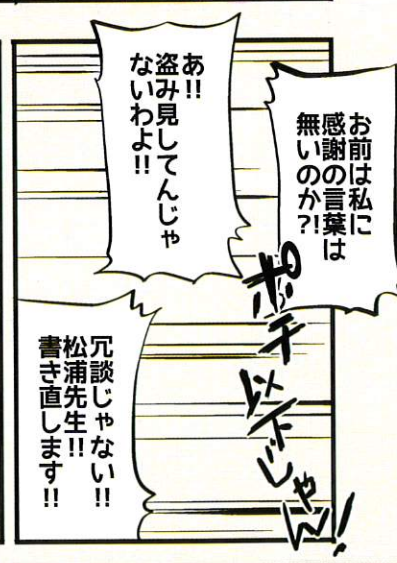 お前は私に
感謝の言葉は
無いのか?!
あ!!
盗み見してんじゃ
ないわよ!!
ポチ以下じゃん!
冗談じゃない!!
松浦先生!!
書き直します!!